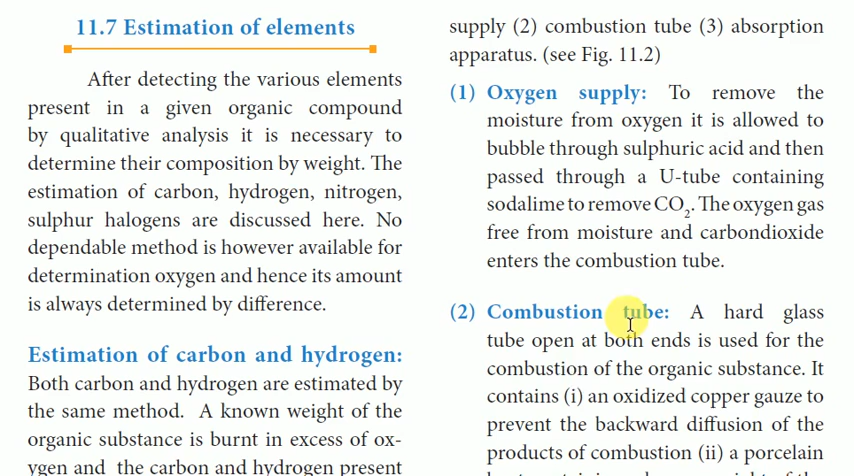 11.7 Estimation of elements
After detecting the various elements
present in a given organic compound
by qualitative analysis it is necessary to
determine their composition by weight. The
estimation of carbon, hydrogen, nitrogen,
sulphur halogens are discussed here. No
dependable method is however available for
determination oxygen and hence its amount
is always determined by difference.
Estimation of carbon and hydrogen:
Both carbon and hydrogen are estimated by
the same method. A known weight of the
organic substance is burnt in excess of ox-
ygen and the carbon and hydrogen present
supply (2) combustion tube (3) absorption
apparatus. (see Fig. 11.2)
(1) Oxygen supply: To remove the
moisture from oxygen it is allowed to
bubble through sulphuric acid and then
passed through a U-tube containing
sodalime to remove CO₂. The oxygen gas
free from moisture and carbondioxide
enters the combustion tube.
(2) Combustion tube: A hard glass
tube open at both ends is used for the
combustion of the organic substance. It
contains (i) an oxidized copper gauze to
prevent the backward diffusion of the
products of combustion (ii) a porcelain